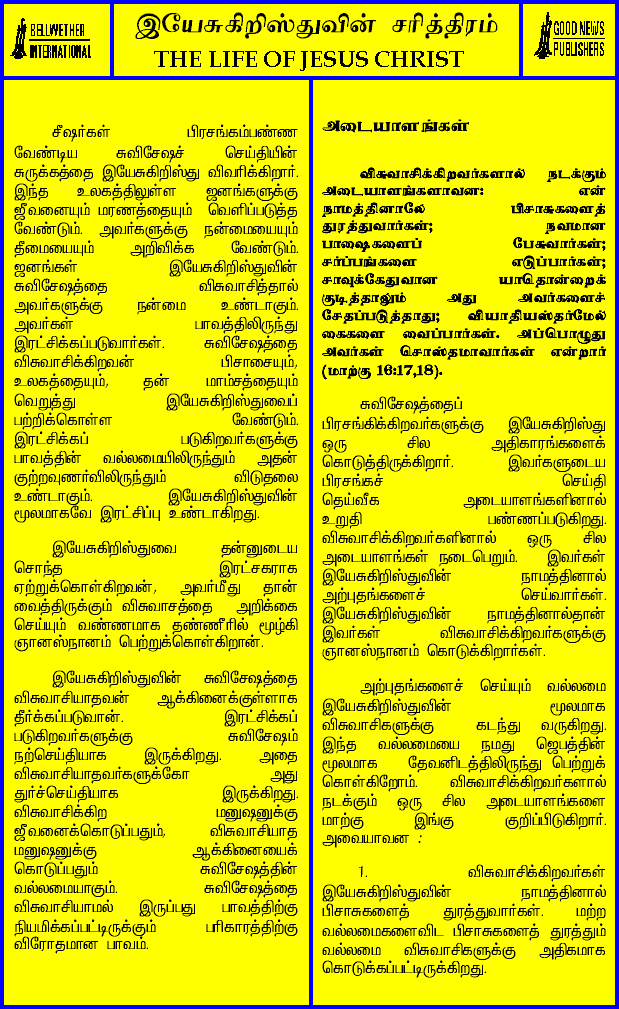 BELLWETHER
INTERNATIONAL
இயேசுகிறிஸ்துவின் சரித்திரம்
THE LIFE OF JESUS CHRIST
GOOD NEWS
PUBLISHERS
சீஷர்கள் பிரசங்கம்பண்ண
வேண்டிய சுவிசேஷச் செய்தியின்
சுருக்கத்தை இயேசுகிறிஸ்து விவரிக்கிறார்.
இந்த உலகத்திலுள்ள ஜனங்களுக்கு
ஜீவனையும் மரணத்தையும் வெளிப்படுத்த
வேண்டும். அவர்களுக்கு நன்மையையும்
தீமையையும் அறிவிக்க வேண்டும்.
ஜனங்கள் இயேசுகிறிஸ்துவின்
சுவிசேஷத்தை விசுவாசித்தால்
அவர்களுக்கு நன்மை உண்டாகும்.
அவர்கள் பாவத்திலிருந்து
இரட்சிக்கப்படுவார்கள். சுவிசேஷத்தை
விசுவாசிக்கிறவன் பிசாசையும்,
உலகத்தையும், தன் மாம்சத்தையும்
வெறுத்து இயேசுகிறிஸ்துவைப்
பற்றிக்கொள்ள வேண்டும்.
இரட்சிக்கப் படுகிறவர்களுக்கு
பாவத்தின் வல்லமையிலிருந்தும் அதன்
குற்றவுணர்விலிருந்தும் விடுதலை
உண்டாகும். இயேசுகிறிஸ்துவின்
மூலமாகவே இரட்சிப்பு உண்டாகிறது.
இயேசுகிறிஸ்துவை தன்னுடைய
சொந்த இரட்சகராக
ஏற்றுக்கொள்கிறவன், அவர்மீது தான்
வைத்திருக்கும் விசுவாசத்தை அறிக்கை
செய்யும் வண்ணமாக தண்ணீரில் மூழ்கி
ஞானஸ்நானம் பெற்றுக்கொள்கிறான்.
இயேசுகிறிஸ்துவின் சுவிசேஷத்தை
விசுவாசியாதவன் ஆக்கினைக்குள்ளாக
தீர்க்கப்படுவான். இரட்சிக்கப்
படுகிறவர்களுக்கு சுவிசேஷம்
நற்செய்தியாக இருக்கிறது. அதை
விசுவாசியாதவர்களுக்கோ அது
துர்ச்செய்தியாக இருக்கிறது.
விசுவாசிக்கிற மனுஷனுக்கு
ஜீவனைக்கொடுப்பதும், விசுவாசியாத
மனுஷனுக்கு ஆக்கினையைக்
கொடுப்பதும் சுவிசேஷத்தின்
வல்லமையாகும். சுவிசேஷத்தை
விசுவாசியாமல் இருப்பது பாவத்திற்கு
நியமிக்கப்பட்டிருக்கும் பரிகாரத்திற்கு
விரோதமான பாவம்.
அடையாளங்கள்
விசுவாசிக்கிறவர்களால் நடக்கும்
அடையாளங்களாவன: என்
நாமத்தினாலே பிசாசுகளைத்
துரத்துவார்கள்; நவமான
பாஷைகளைப் பேசுவார்கள்;
சர்ப்பங்களை எடுப்பார்கள்;
சாவுக்கேதுவான யாதொன்றைக்
குடித்தாலும் அது அவர்களைச்
சேதப்படுத்தாது; வியாதியஸ்தர்மேல்
கைகளை வைப்பார்கள். அப்பொழுது
அவர்கள் சொஸ்தமாவார்கள் என்றார்
(மாற்கு 16:17,18).
சுவிசேஷத்தைப்
பிரசங்கிக்கிறவர்களுக்கு இயேசுகிறிஸ்து
ஒரு சில அதிகாரங்களைக்
கொடுத்திருக்கிறார். இவர்களுடைய
பிரசங்கச் செய்தி
தெய்வீக அடையாளங்களினால்
உறுதி பண்ணப்படுகிறது.
விசுவாசிக்கிறவர்களினால் ஒரு சில
அடையாளங்கள் நடைபெறும். இவர்கள்
இயேசுகிறிஸ்துவின் நாமத்தினால்
அற்புதங்களைச் செய்வார்கள்.
இயேசுகிறிஸ்துவின் நாமத்தினால்தான்
இவர்கள் விசுவாசிக்கிறவர்களுக்கு
ஞானஸ்நானம் கொடுக்கிறார்கள்.
அற்புதங்களைச் செய்யும் வல்லமை
இயேசுகிறிஸ்துவின் மூலமாக
விசுவாசிகளுக்கு கடந்து வருகிறது.
இந்த வல்லமையை நமது ஜெபத்தின்
மூலமாக தேவனிடத்திலிருந்து பெற்றுக்
கொள்கிறோம். விசுவாசிக்கிறவர்களால்
நடக்கும் ஒரு சில அடையாளங்களை
மாற்கு இங்கு குறிப்பிடுகிறார்.
அவையாவன :
1. விசுவாசிக்கிறவர்கள்
இயேசுகிறிஸ்துவின் நாமத்தினால்
பிசாசுகளைத் துரத்துவார்கள். மற்ற
வல்லமைகளைவிட பிசாசுகளைத் துரத்தும்
வல்லமை விசுவாசிகளுக்கு அதிகமாக
கொடுக்கப்பட்டிருக்கிறது.